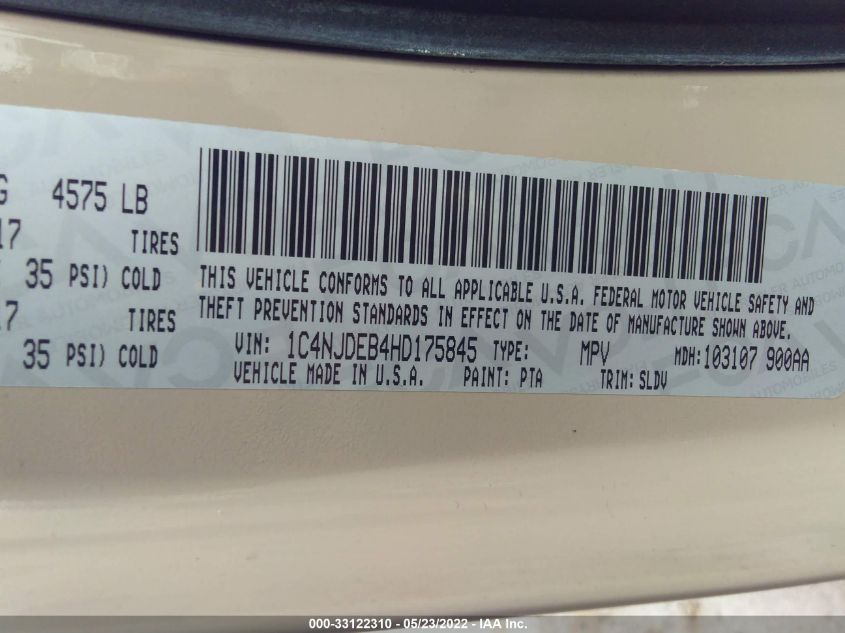 G 4575 LB
17 TIRES
35 PSI) COLD
17 TIRES
35 PSI) COLD
THIS VEHICLE CONFORMS TO ALL APPLICABLE U.S.A. FEDERAL MOTOR VEHICLE SAFETY AND
THEFT PREVENTION STANDARDS IN EFFECT ON THE DATE OF MANUFACTURE SHOWN ABOVE.
VIN: 1C4NJDEB4HD175845 TYPE: MPV MDH:103107 900AA
VEHICLE MADE IN U.S.A. PAINT: PTA TRIM:SLDV
000-33122310 - 05/23/2022 - IAA Inc.